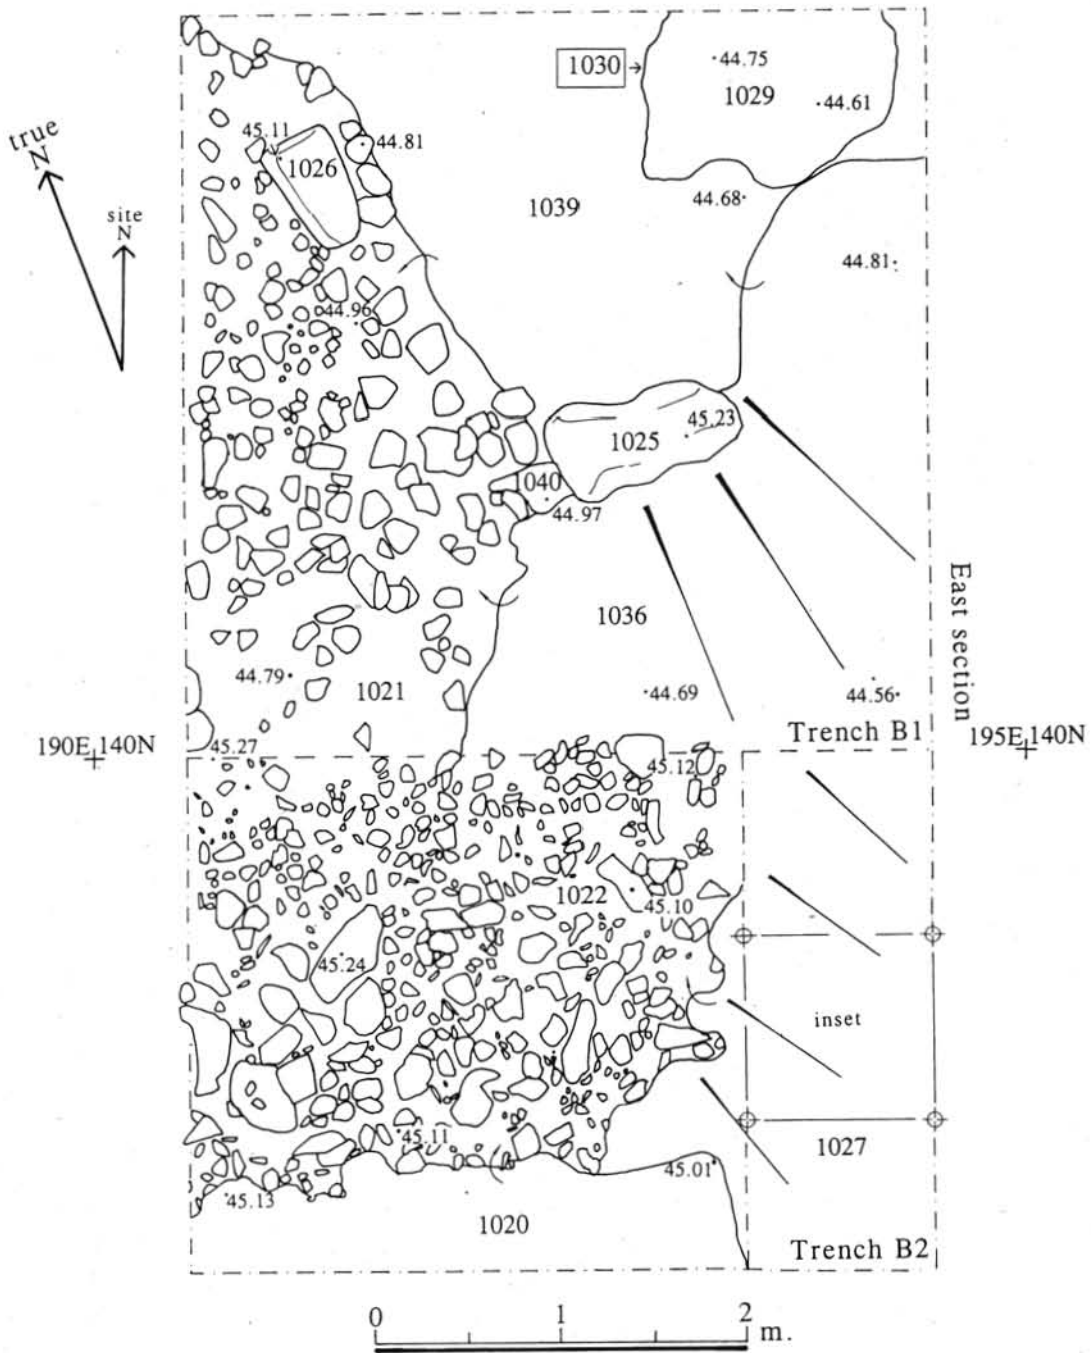 1030
44.75
1029
44.61
true
N
45.11
44.81
1026
site
N
44.68
1039
44.81
44.96
45.23
1025
1040
44.97
East section
1036
44.79
44.69
44.56
1021
Trench B1
190E 140N
195E 140N
45.27
45.12
1022
45.10
45.24
inset
45.11
1027
45.01
45.13
1020
Trench B2
0 1 2
m.